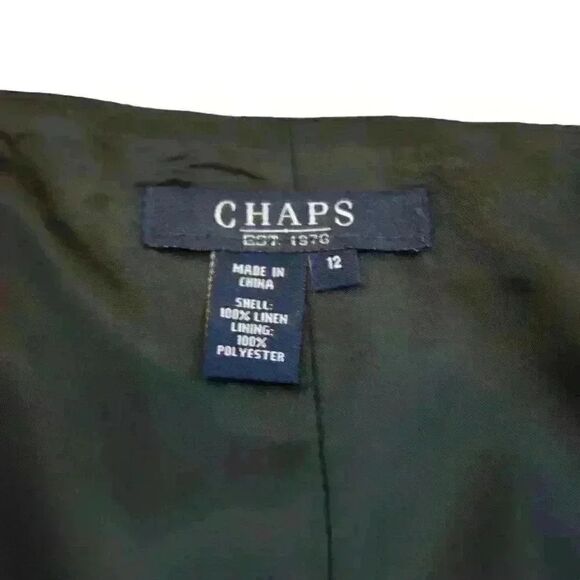 CHAPS
EST. 1978
12
MADE IN
CHINA
SHELL:
100% LINEN
LINING:
100%
POLYESTER